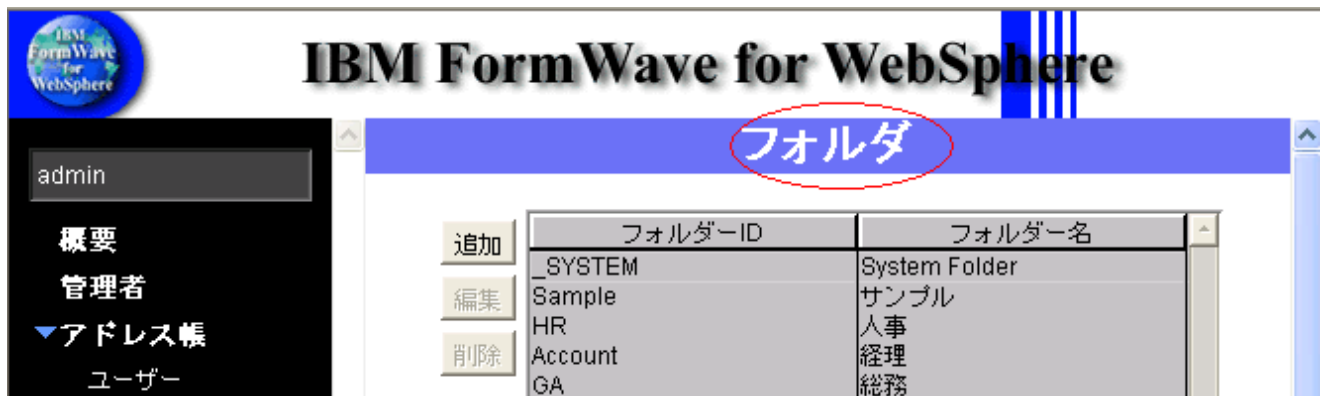 IBM
FormWave
for
WebSphere
IBM FormWave for WebSphere
admin
概要
管理者
アドレス帳
ユーザー
フォルダ
追加
編集
削除
フォルダーID フォルダー名
_SYSTEM System Folder
Sample サンプル
HR 人事
Account 経理
GA 総務